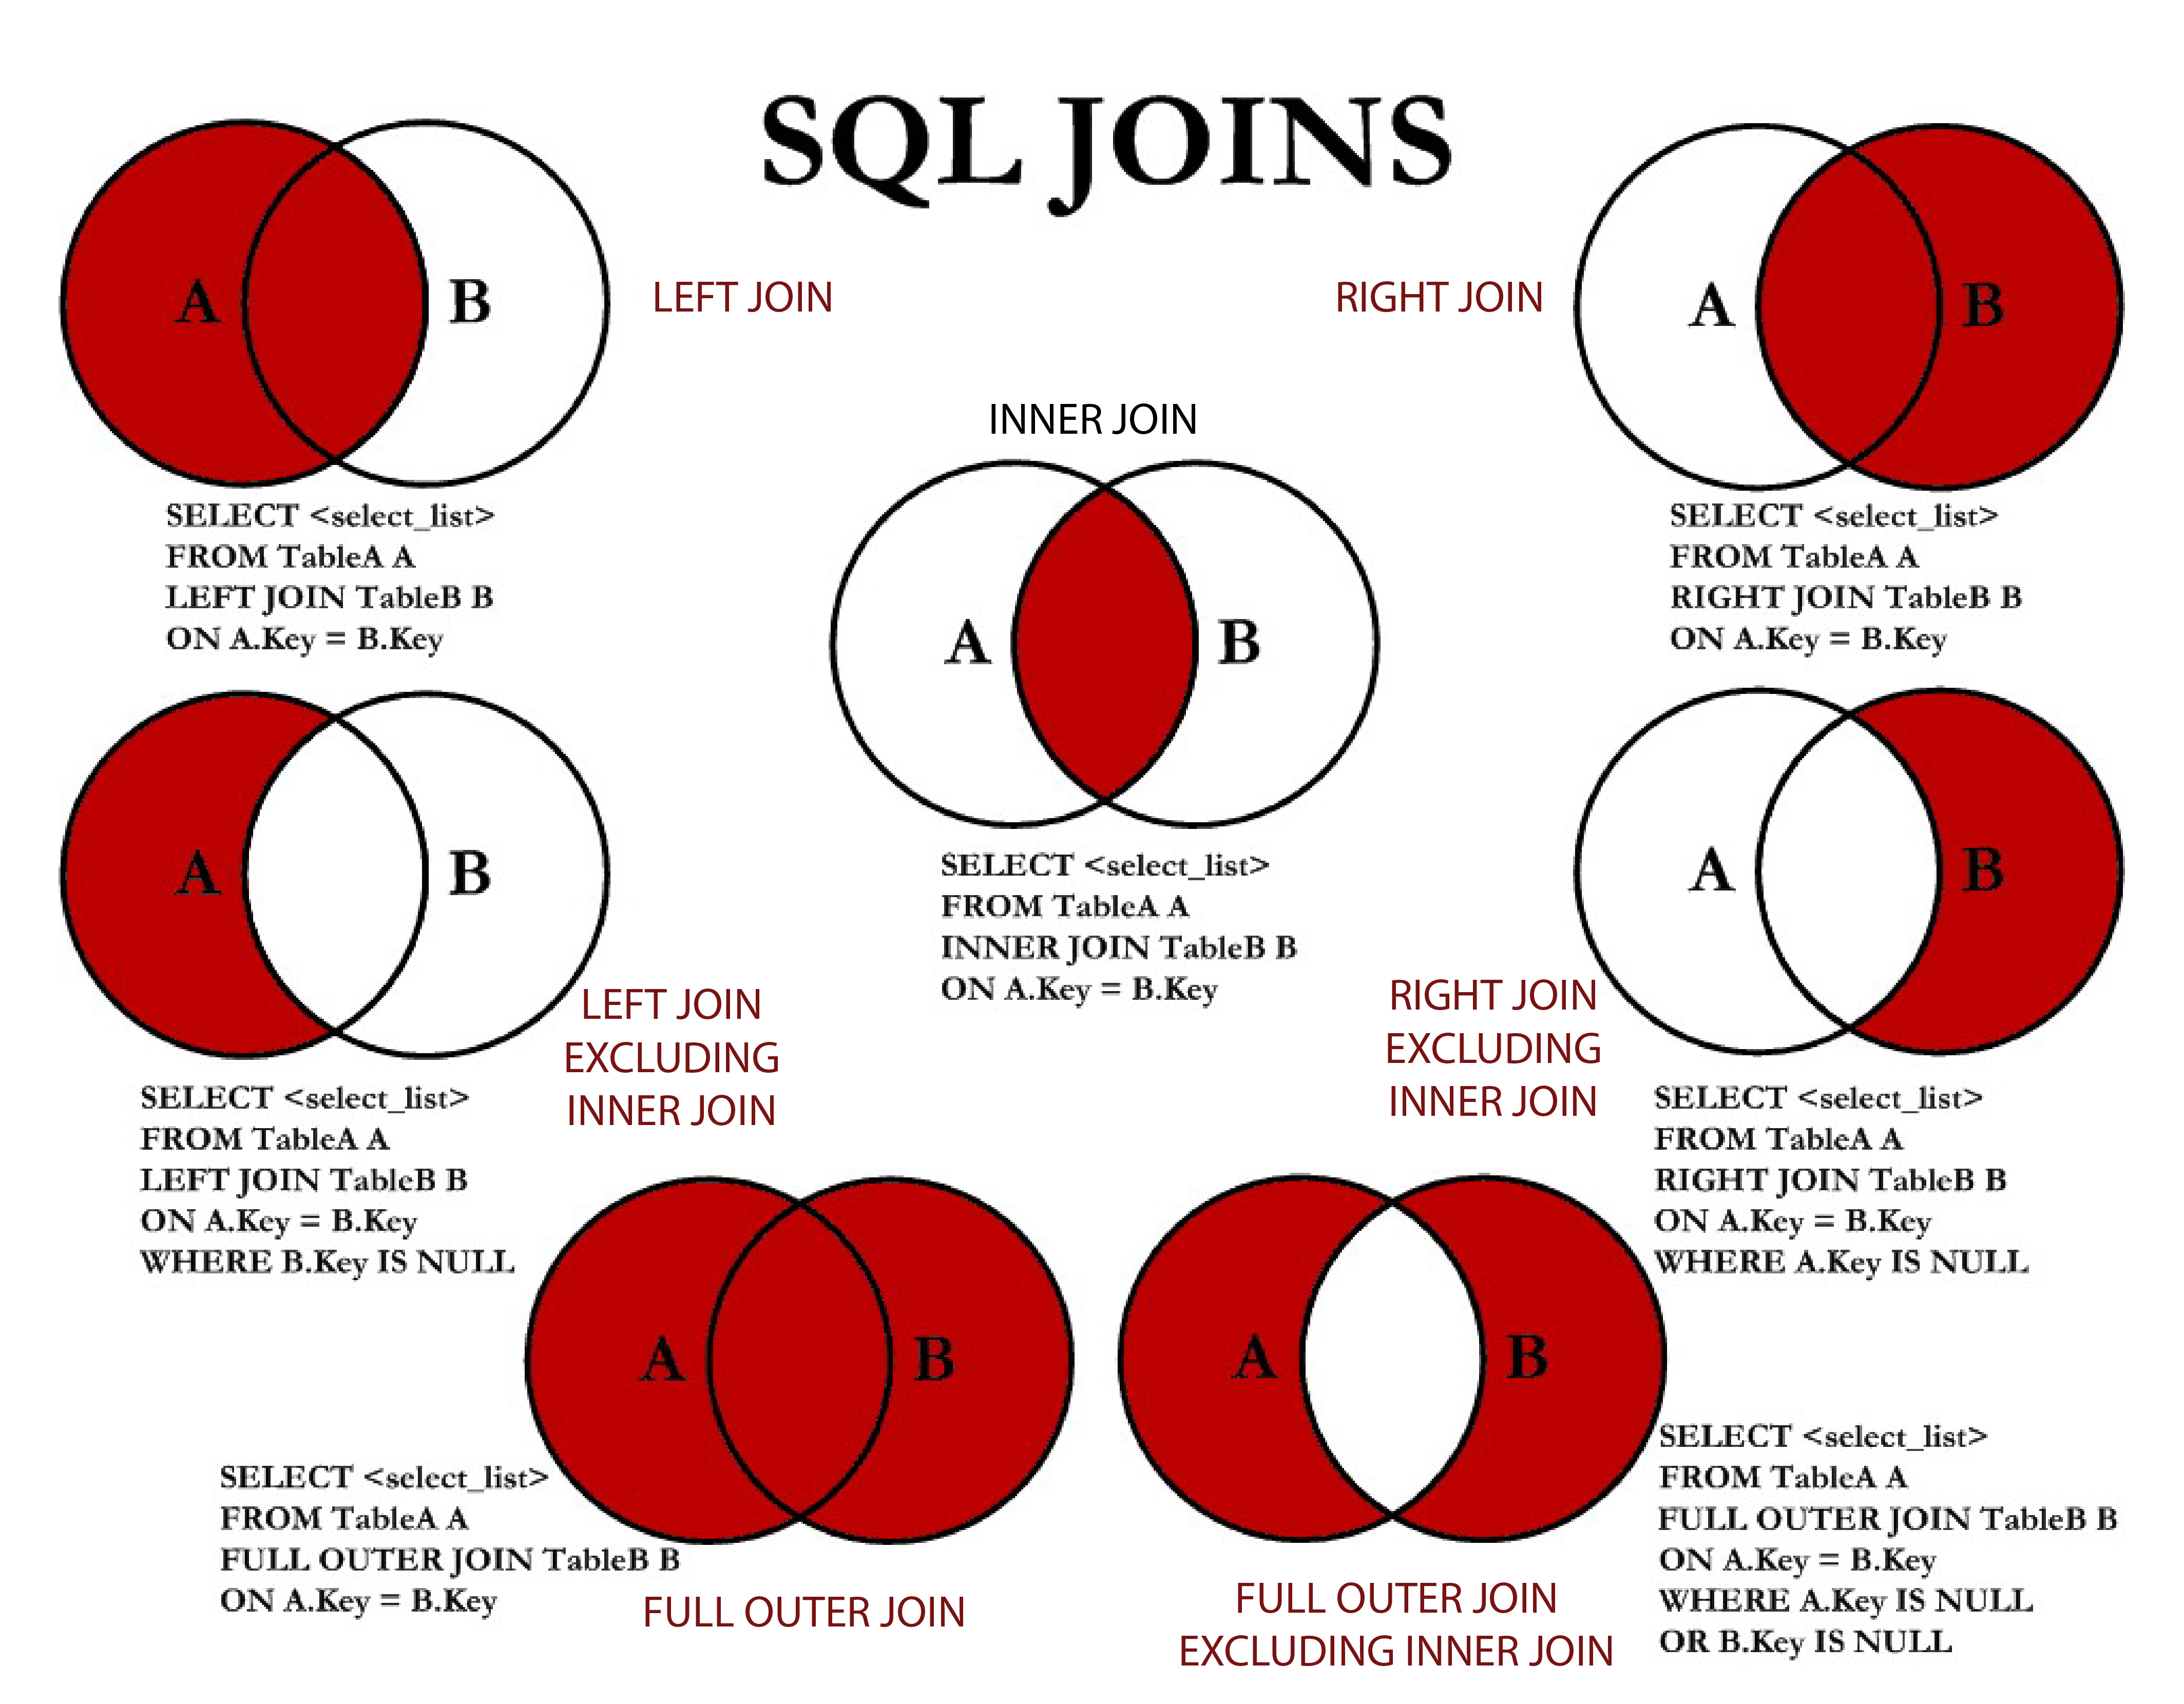 SQL JOINS
A
B
LEFT JOIN
SELECT <select_list>
FROM TableA A
LEFT JOIN TableB B
ON A.Key = B.Key
RIGHT JOIN
A
B
SELECT <select_list>
FROM TableA A
RIGHT JOIN TableB B
ON A.Key = B.Key
INNER JOIN
A
B
SELECT <select_list>
FROM TableA A
INNER JOIN TableB B
ON A.Key = B.Key
A
B
LEFT JOIN
EXCLUDING
INNER JOIN
SELECT <select_list>
FROM TableA A
LEFT JOIN TableB B
ON A.Key = B.Key
WHERE B.Key IS NULL
A
B
RIGHT JOIN
EXCLUDING
INNER JOIN
SELECT <select_list>
FROM TableA A
RIGHT JOIN TableB B
ON A.Key = B.Key
WHERE A.Key IS NULL
A
B
SELECT <select_list>
FROM TableA A
FULL OUTER JOIN TableB B
ON A.Key = B.Key
FULL OUTER JOIN
A
B
FULL OUTER JOIN
EXCLUDING INNER JOIN
SELECT <select_list>
FROM TableA A
FULL OUTER JOIN TableB B
ON A.Key = B.Key
WHERE A.Key IS NULL
OR B.Key IS NULL